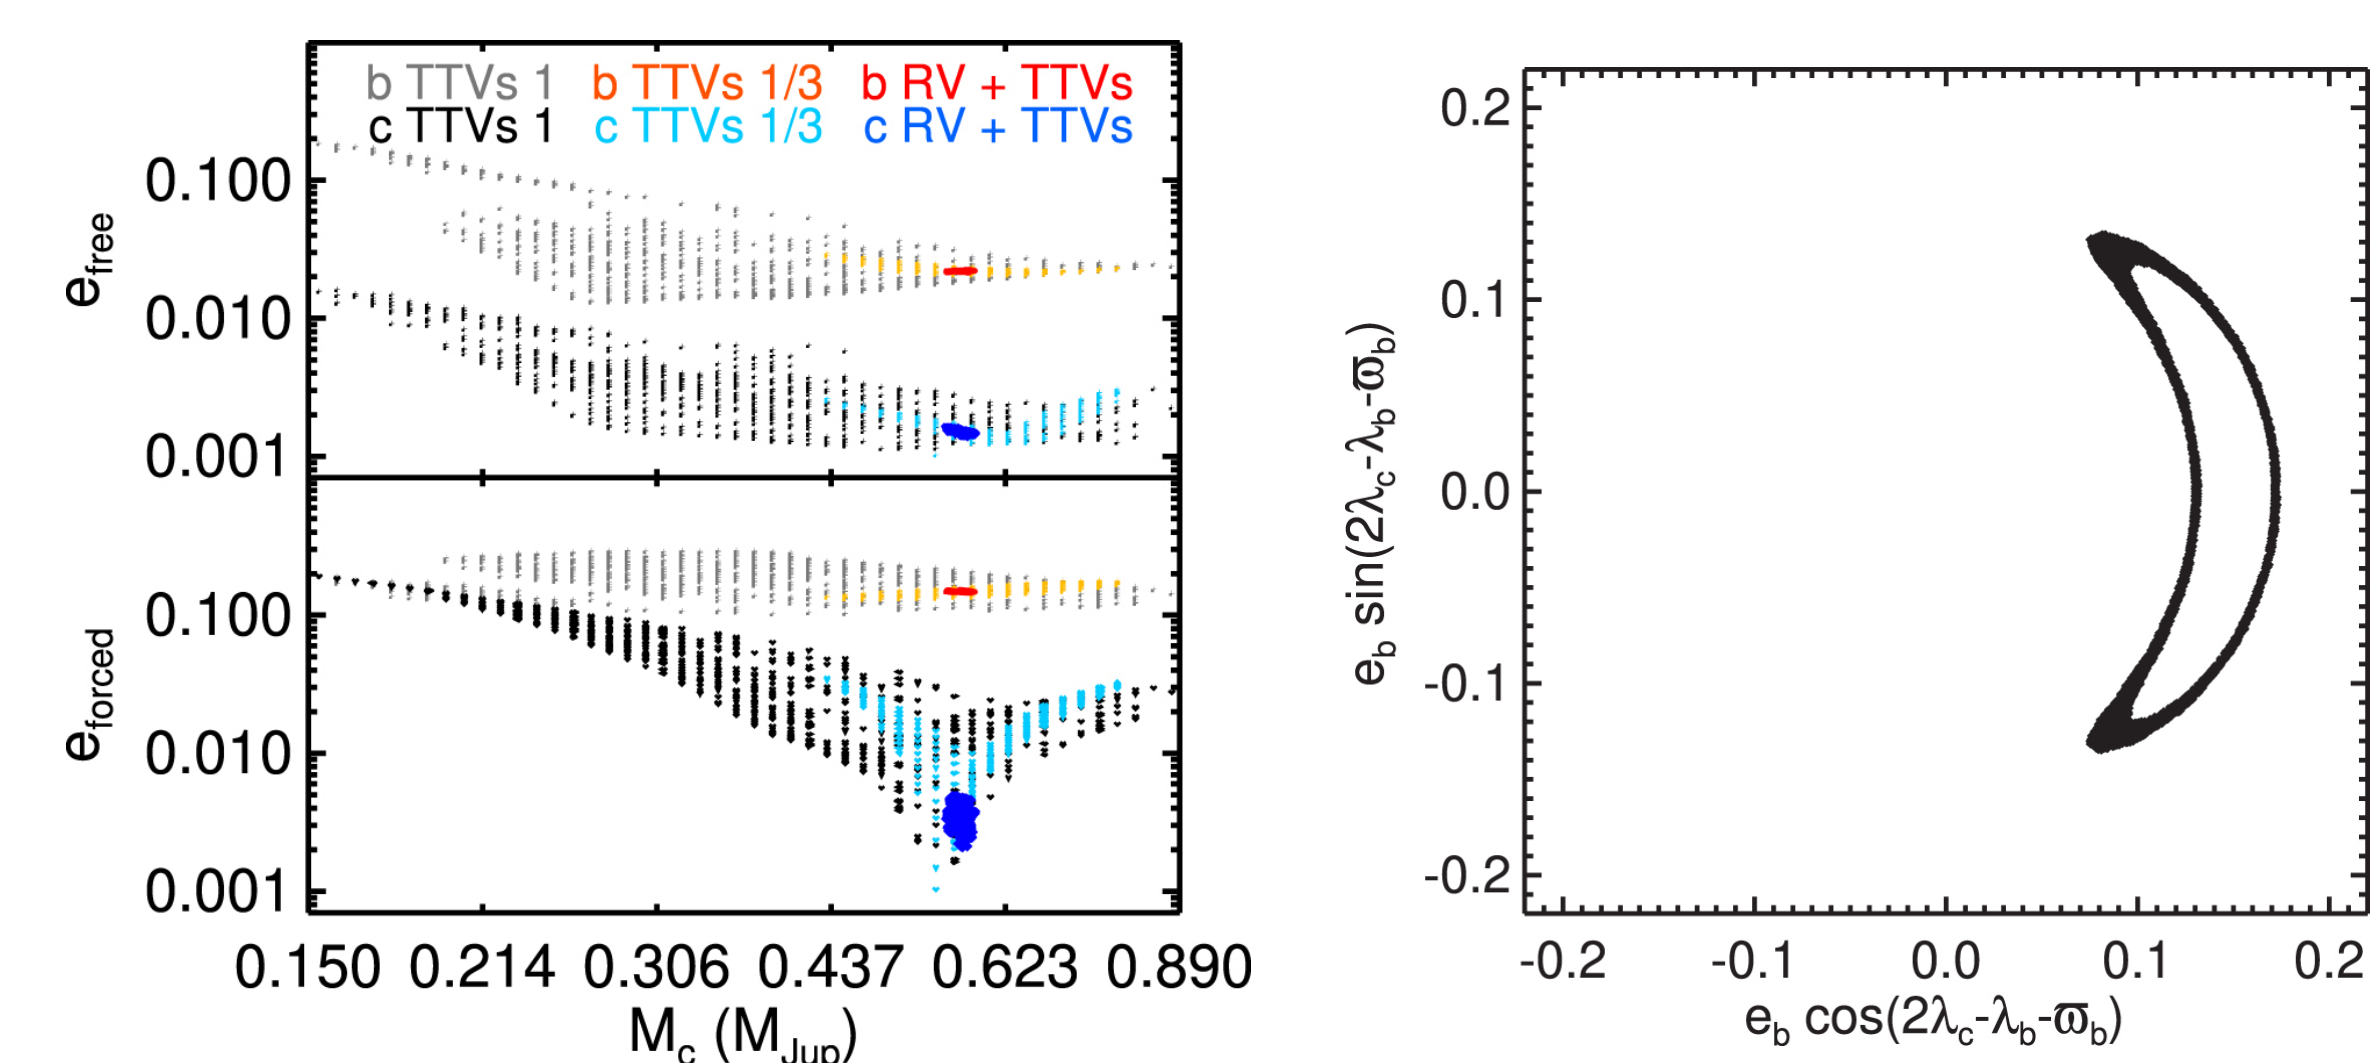 b TTVs 1 b TTVs 1/3 b RV + TTVs
c TTVs 1 c TTVs 1/3 c RV + TTVs
e_free
0.100
0.010
0.001
e_forced
0.100
0.010
0.001
0.150 0.214 0.306 0.437 0.623 0.890
M_c (M_Jup)
e_b sin(2λ_c-λ_b-ϖ_b)
0.2
0.1
0.0
-0.1
-0.2
-0.2 -0.1 0.0 0.1 0.2
e_b cos(2λ_c-λ_b-ϖ_b)